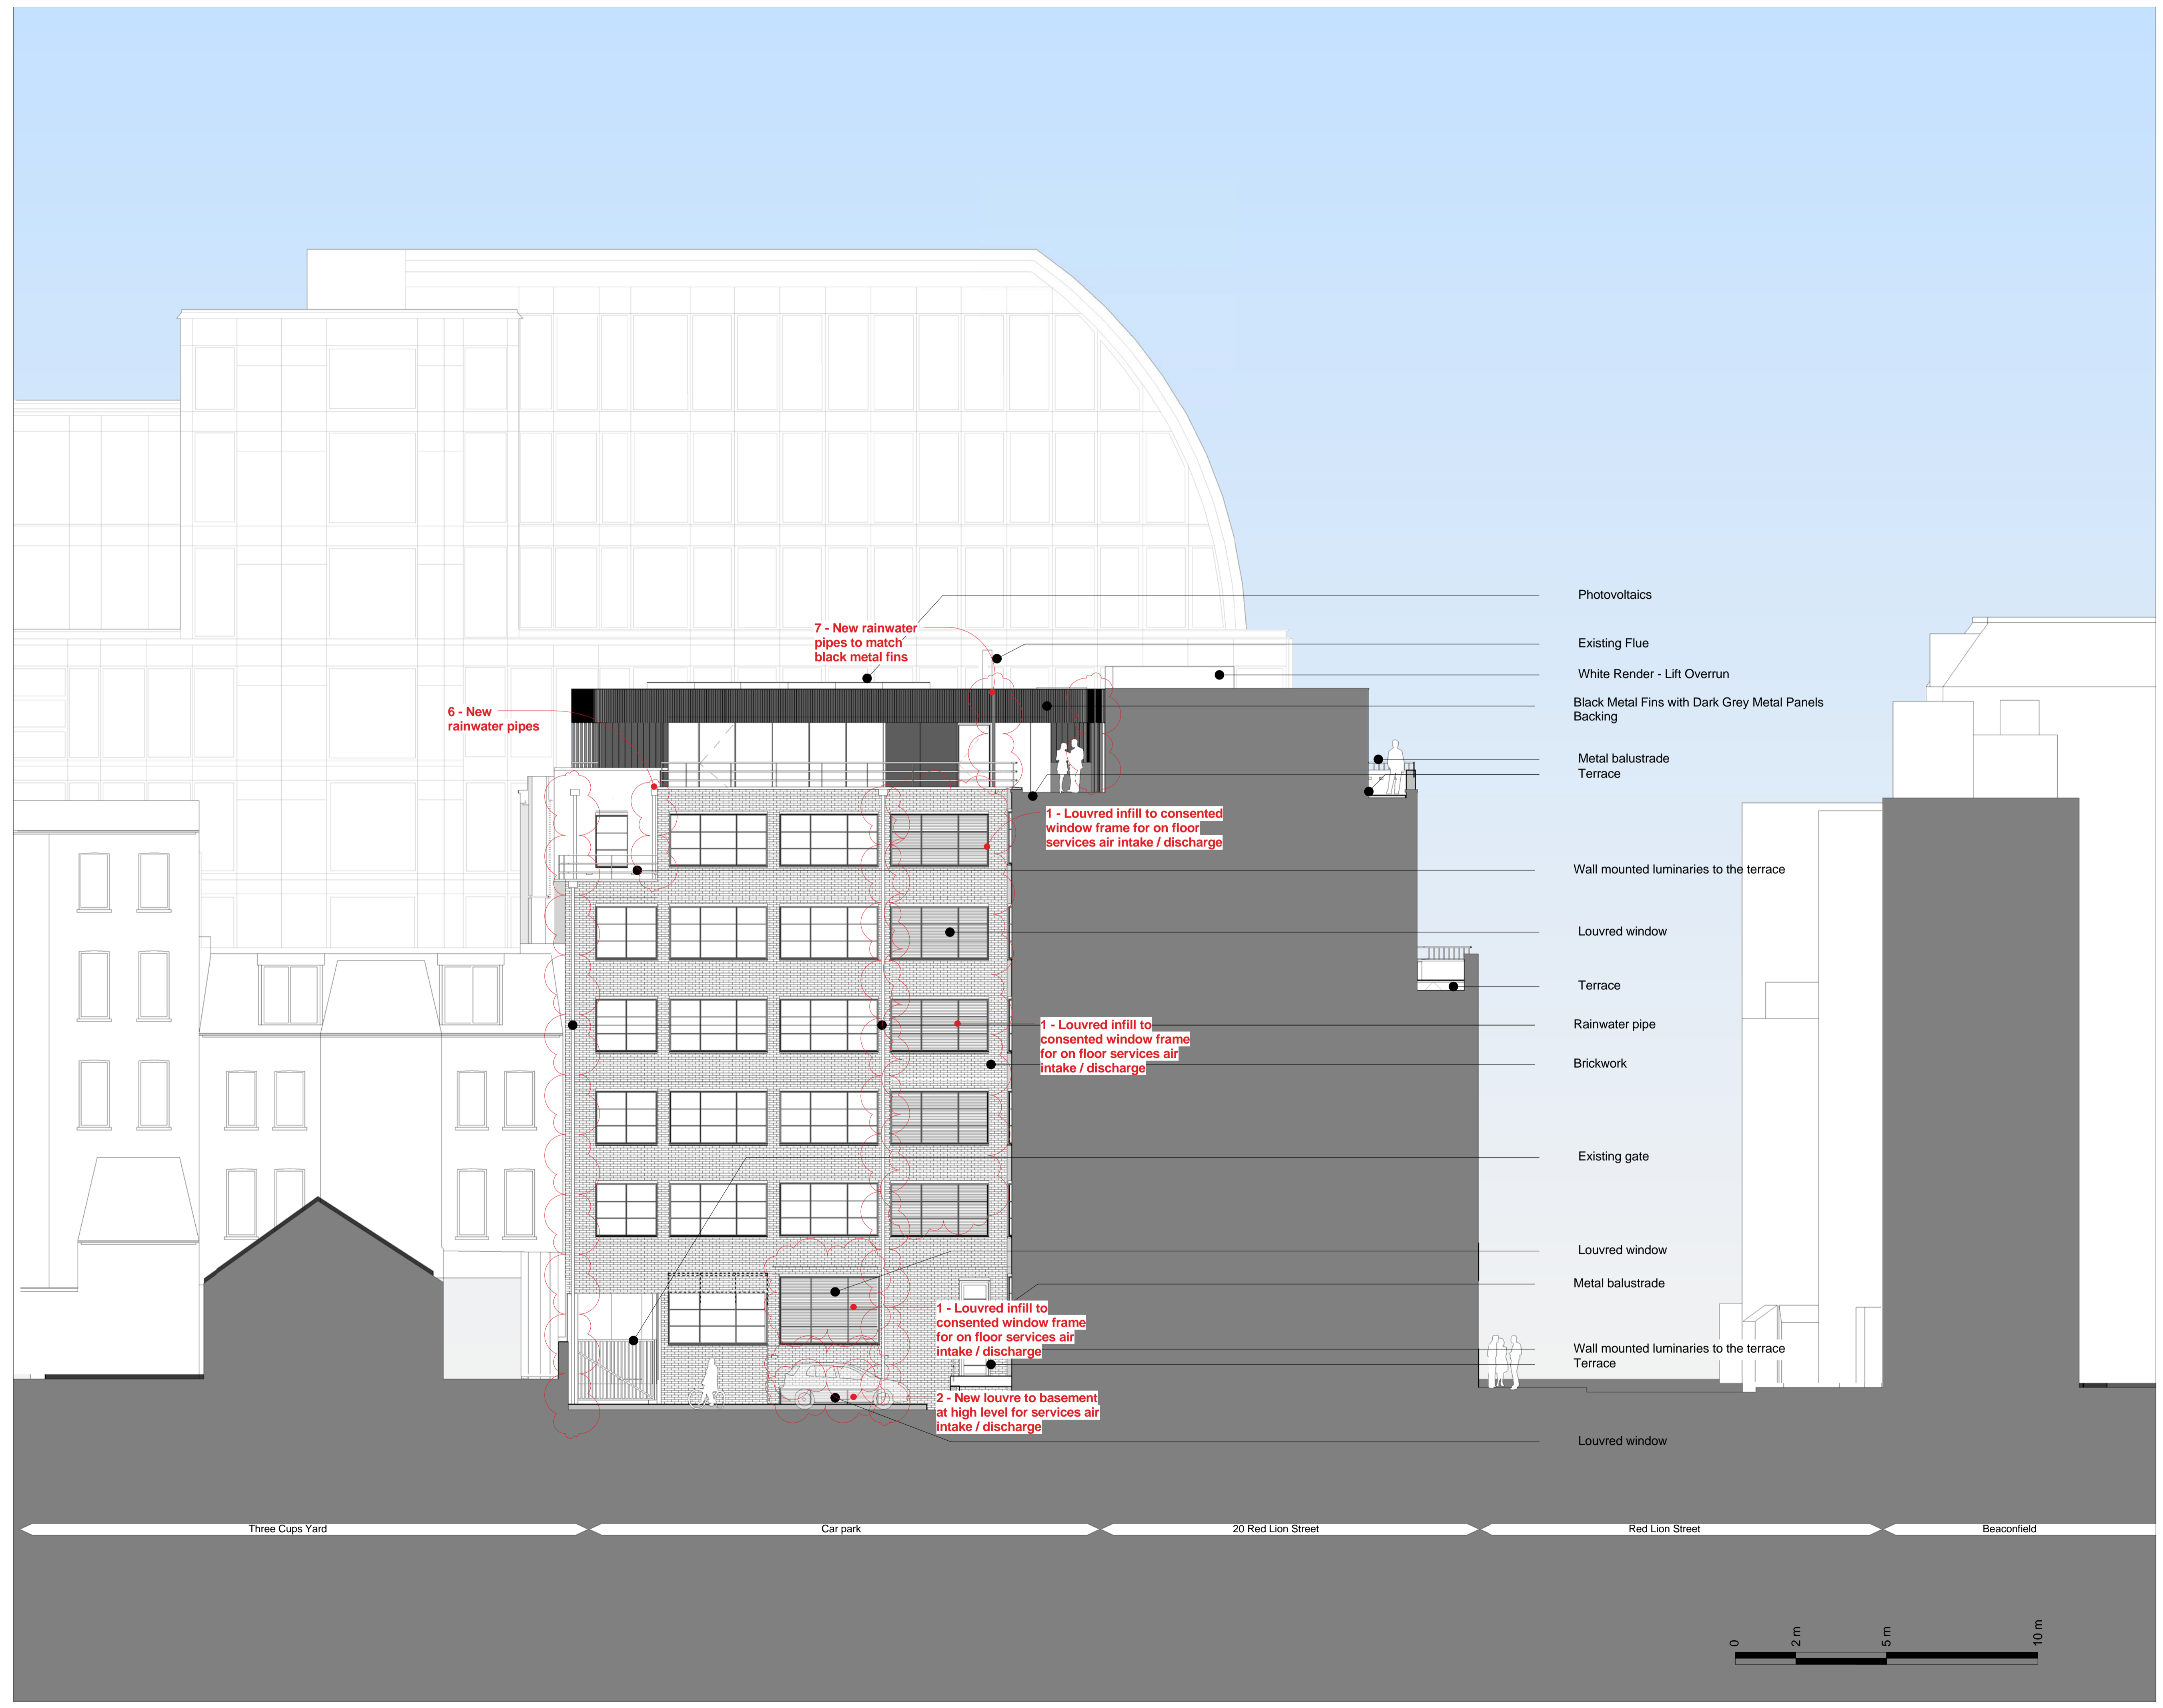 Photovoltaics
7 - New rainwater
pipes to match
black metal fins
Existing Flue
White Render - Lift Overrun
6 - New
rainwater pipes
Black Metal Fins with Dark Grey Metal Panels
Backing
Metal balustrade
Terrace
1 - Louvred infill to consented
window frame for on floor
services air intake / discharge
Wall mounted luminaries to the terrace
Louvred window
Terrace
1 - Louvred infill to
consented window frame
for on floor services air
intake / discharge
Rainwater pipe
Brickwork
Existing gate
Louvred window
Metal balustrade
1 - Louvred infill to
consented window frame
for on floor services air
intake / discharge
Wall mounted luminaries to the terrace
Terrace
2 - New louvre to basement
at high level for services air
intake / discharge
Louvred window
Three Cups Yard
Car park
20 Red Lion Street
Red Lion Street
Beaconfield
0
2 m
5 m
10 m